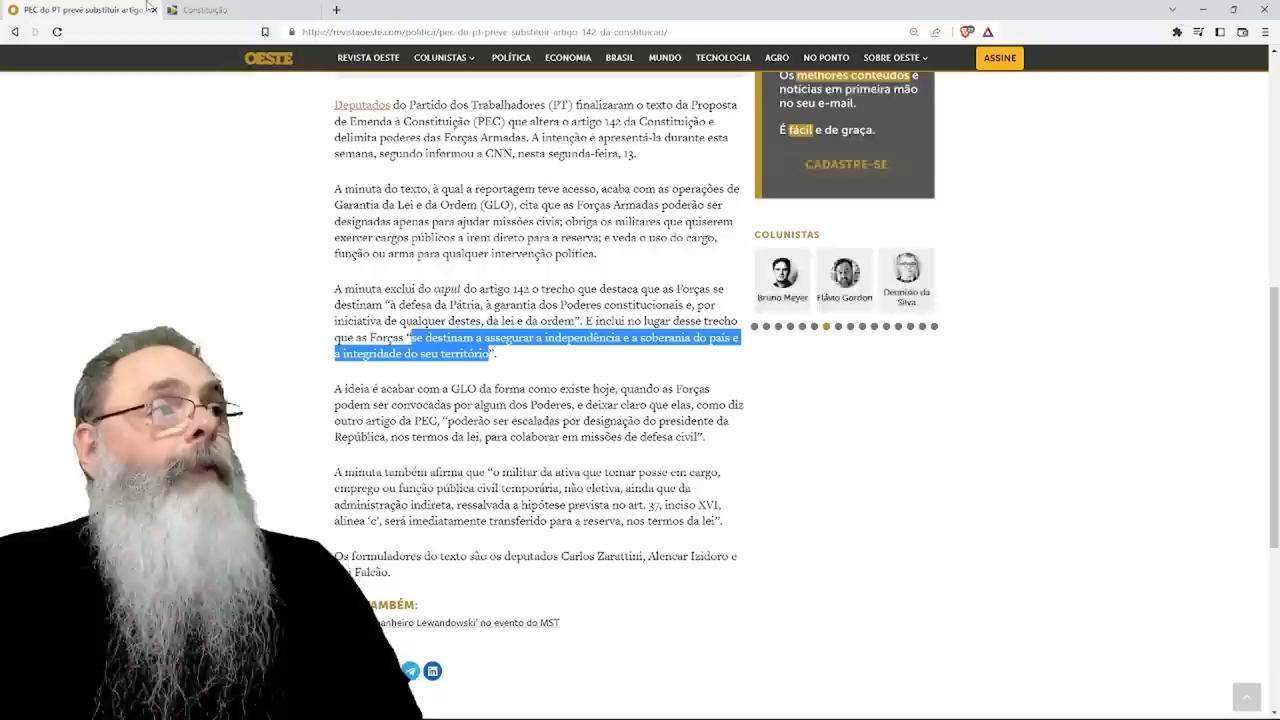 PEC do PT prevê substituir artigo
Constituição
https://revistaoeste.com/politica/pec-do-pt-preve-substituir-artigo-142-da-constituicao/
OESTE
REVISTA OESTE
COLUNISTAS
POLÍTICA
ECONOMIA
BRASIL
MUNDO
TECNOLOGIA
AGRO
NO PONTO
SOBRE OESTE
ASSINE
Deputados do Partido dos Trabalhadores (PT) finalizaram o texto da Proposta
de Emenda à Constituição (PEC) que altera o artigo 142 da Constituição e
delimita poderes das Forças Armadas. A intenção é apresentá-la durante esta
semana, segundo informou a CNN, nesta segunda-feira, 13.
A minuta do texto, à qual a reportagem teve acesso, acaba com as operações de
Garantia da Lei e da Ordem (GLO), cita que as Forças Armadas poderão ser
designadas apenas para ajudar missões civis; obriga os militares que quiserem
exercer cargos públicos a irem direto para a reserva; e veda o uso do cargo,
função ou arma para qualquer intervenção política.
A minuta exclui do caput do artigo 142 o trecho que destaca que as Forças se
destinam “à defesa da Pátria, à garantia dos Poderes constitucionais e, por
iniciativa de qualquer destes, da lei e da ordem”. E inclui no lugar desse trecho
que as Forças “se destinam a assegurar a independência e a soberania do país e
a integridade do seu território”.
A ideia é acabar com a GLO da forma como existe hoje, quando as Forças
podem ser convocadas por algum dos Poderes, e deixar claro que elas, como diz
outro artigo da PEC, “poderão ser escaladas por designação do presidente da
República, nos termos da lei, para colaborar em missões de defesa civil”.
A minuta também afirma que “o militar da ativa que tomar posse em cargo,
emprego ou função pública civil temporária, não eletiva, ainda que da
administração indireta, ressalvada a hipótese prevista no art. 37, inciso XVI,
alínea ‘c’, será imediatamente transferido para a reserva, nos termos da lei”.
Os formuladores do texto são os deputados Carlos Zarattini, Alencar Izidoro e
Falcão.
AMBÉM:
anheiro Lewandowski’ no evento do MST
Os melhores conteúdos e
notícias em primeira mão
no seu e-mail.
É fácil e de graça.
CADASTRE-SE
COLUNISTAS
Bruno Meyer
Flávio Gordon
Deonísio da
Silva